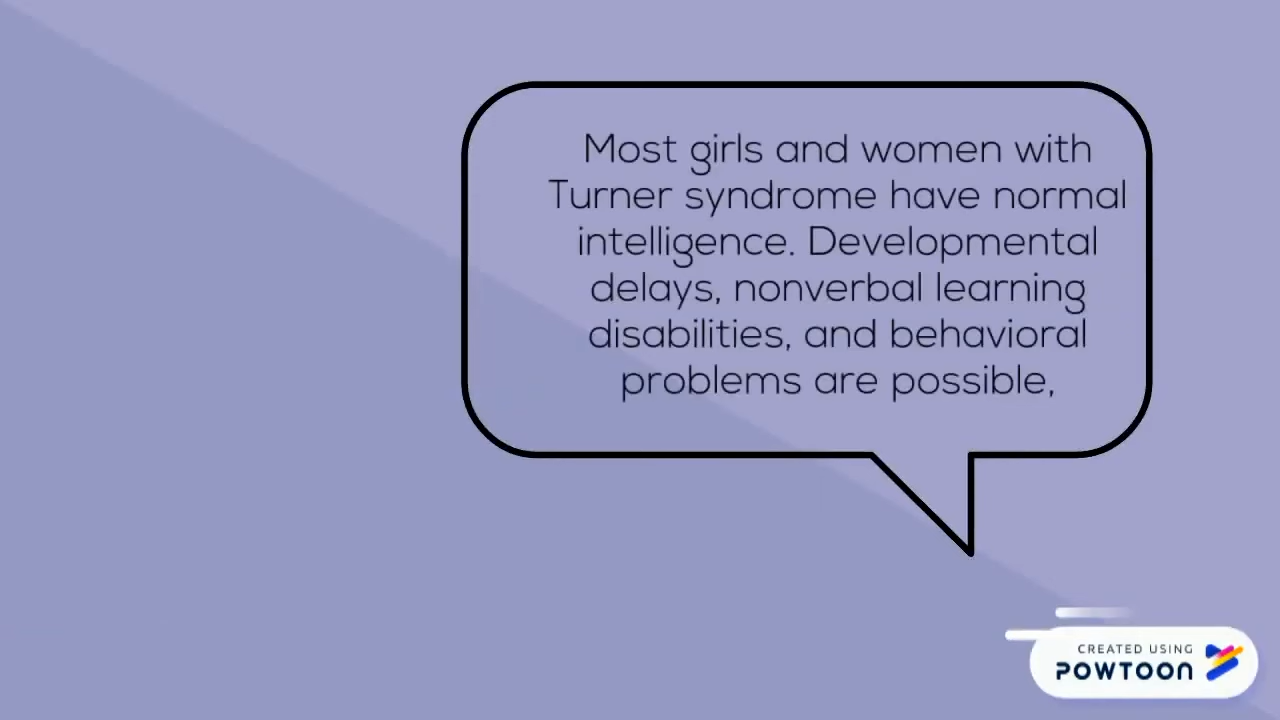 Most girls and women with
Turner syndrome have normal
intelligence. Developmental
delays, nonverbal learning
disabilities, and behavioral
problems are possible,
CREATED USING
POWTOON